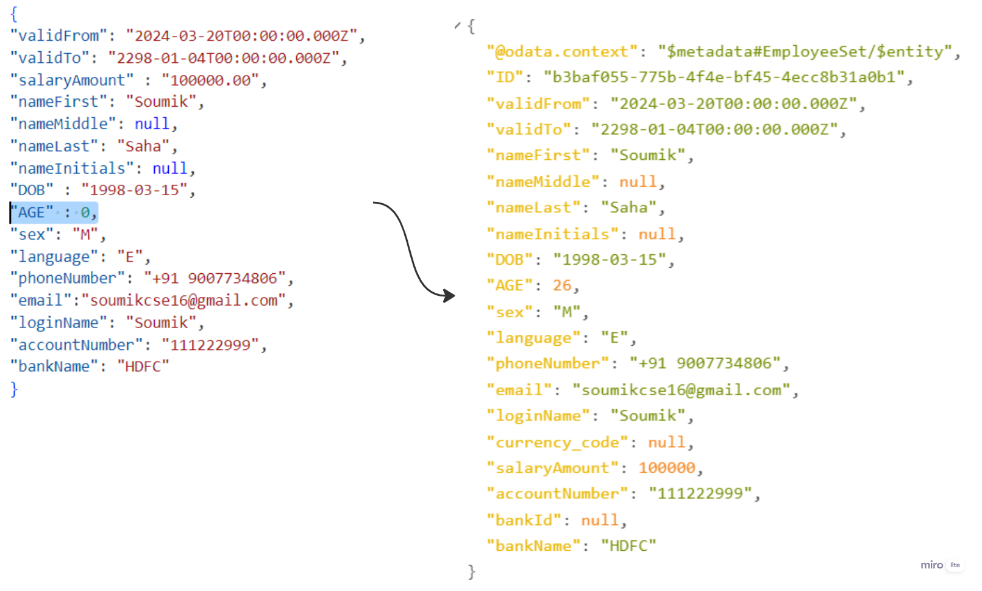 {
"validFrom": "2024-03-20T00:00:00.000Z",
"validTo": "2298-01-04T00:00:00.000Z",
"salaryAmount" : "100000.00",
"nameFirst": "Soumik",
"nameMiddle": null,
"nameLast": "Saha",
"nameInitials": null,
"DOB" : "1998-03-15",
"AGE" : 0,
"sex": "M",
"language": "E",
"phoneNumber": "+91 9007734806",
"email":"soumikcse16@gmail.com",
"loginName": "Soumik",
"accountNumber": "111222999",
"bankName": "HDFC"
}
{
"@odata.context": "$metadata#EmployeeSet/$entity",
"ID": "b3baf055-775b-4f4e-bf45-4ecc8b31a0b1",
"validFrom": "2024-03-20T00:00:00.000Z",
"validTo": "2298-01-04T00:00:00.000Z",
"nameFirst": "Soumik",
"nameMiddle": null,
"nameLast": "Saha",
"nameInitials": null,
"DOB": "1998-03-15",
"AGE": 26,
"sex": "M",
"language": "E",
"phoneNumber": "+91 9007734806",
"email": "soumikcse16@gmail.com",
"loginName": "Soumik",
"currency_code": null,
"salaryAmount": 100000,
"accountNumber": "111222999",
"bankId": null,
"bankName": "HDFC"
}
miro lite